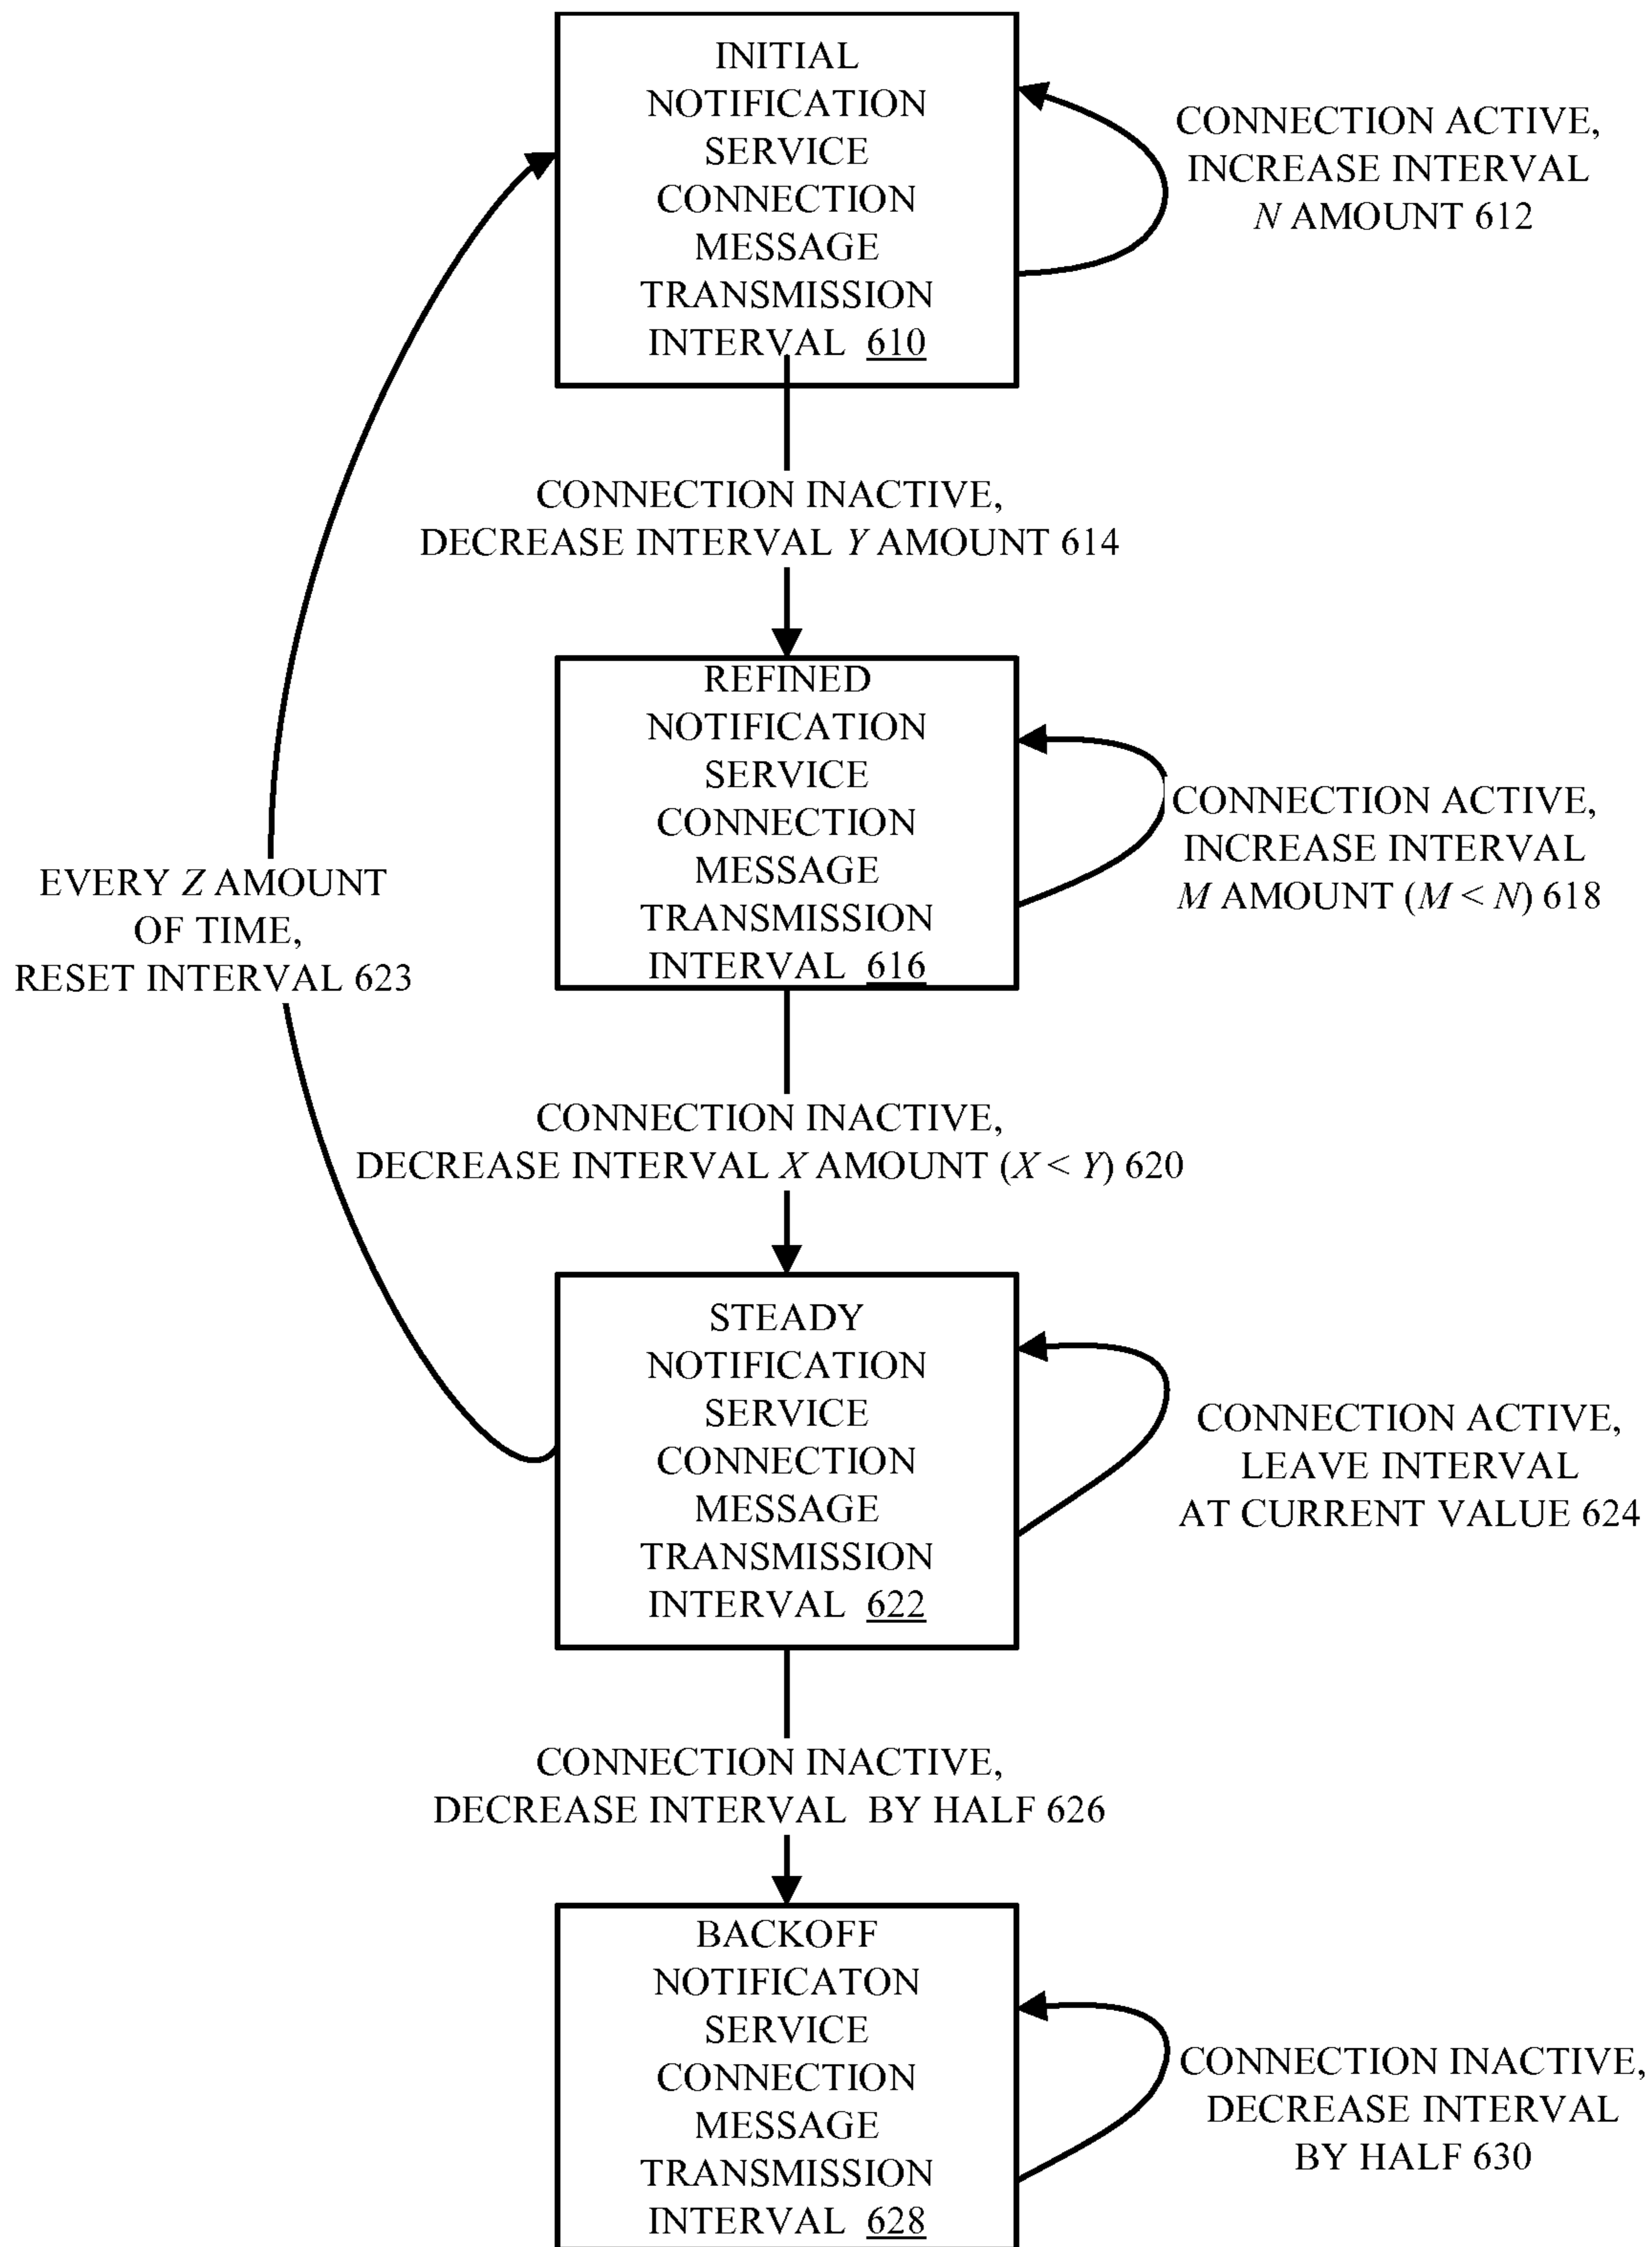 INITIAL
NOTIFICATION
SERVICE
CONNECTION
MESSAGE
TRANSMISSION
INTERVAL 610
CONNECTION ACTIVE,
INCREASE INTERVAL
N AMOUNT 612
CONNECTION INACTIVE,
DECREASE INTERVAL Y AMOUNT 614
REFINED
NOTIFICATION
SERVICE
CONNECTION
MESSAGE
TRANSMISSION
INTERVAL 616
CONNECTION ACTIVE,
INCREASE INTERVAL
M AMOUNT (M < N) 618
EVERY Z AMOUNT
OF TIME,
RESET INTERVAL 623
CONNECTION INACTIVE,
DECREASE INTERVAL X AMOUNT (X < Y) 620
STEADY
NOTIFICATION
SERVICE
CONNECTION
MESSAGE
TRANSMISSION
INTERVAL 622
CONNECTION ACTIVE,
LEAVE INTERVAL
AT CURRENT VALUE 624
CONNECTION INACTIVE,
DECREASE INTERVAL BY HALF 626
BACKOFF
NOTIFICATON
SERVICE
CONNECTION
MESSAGE
TRANSMISSION
INTERVAL 628
CONNECTION INACTIVE,
DECREASE INTERVAL
BY HALF 630